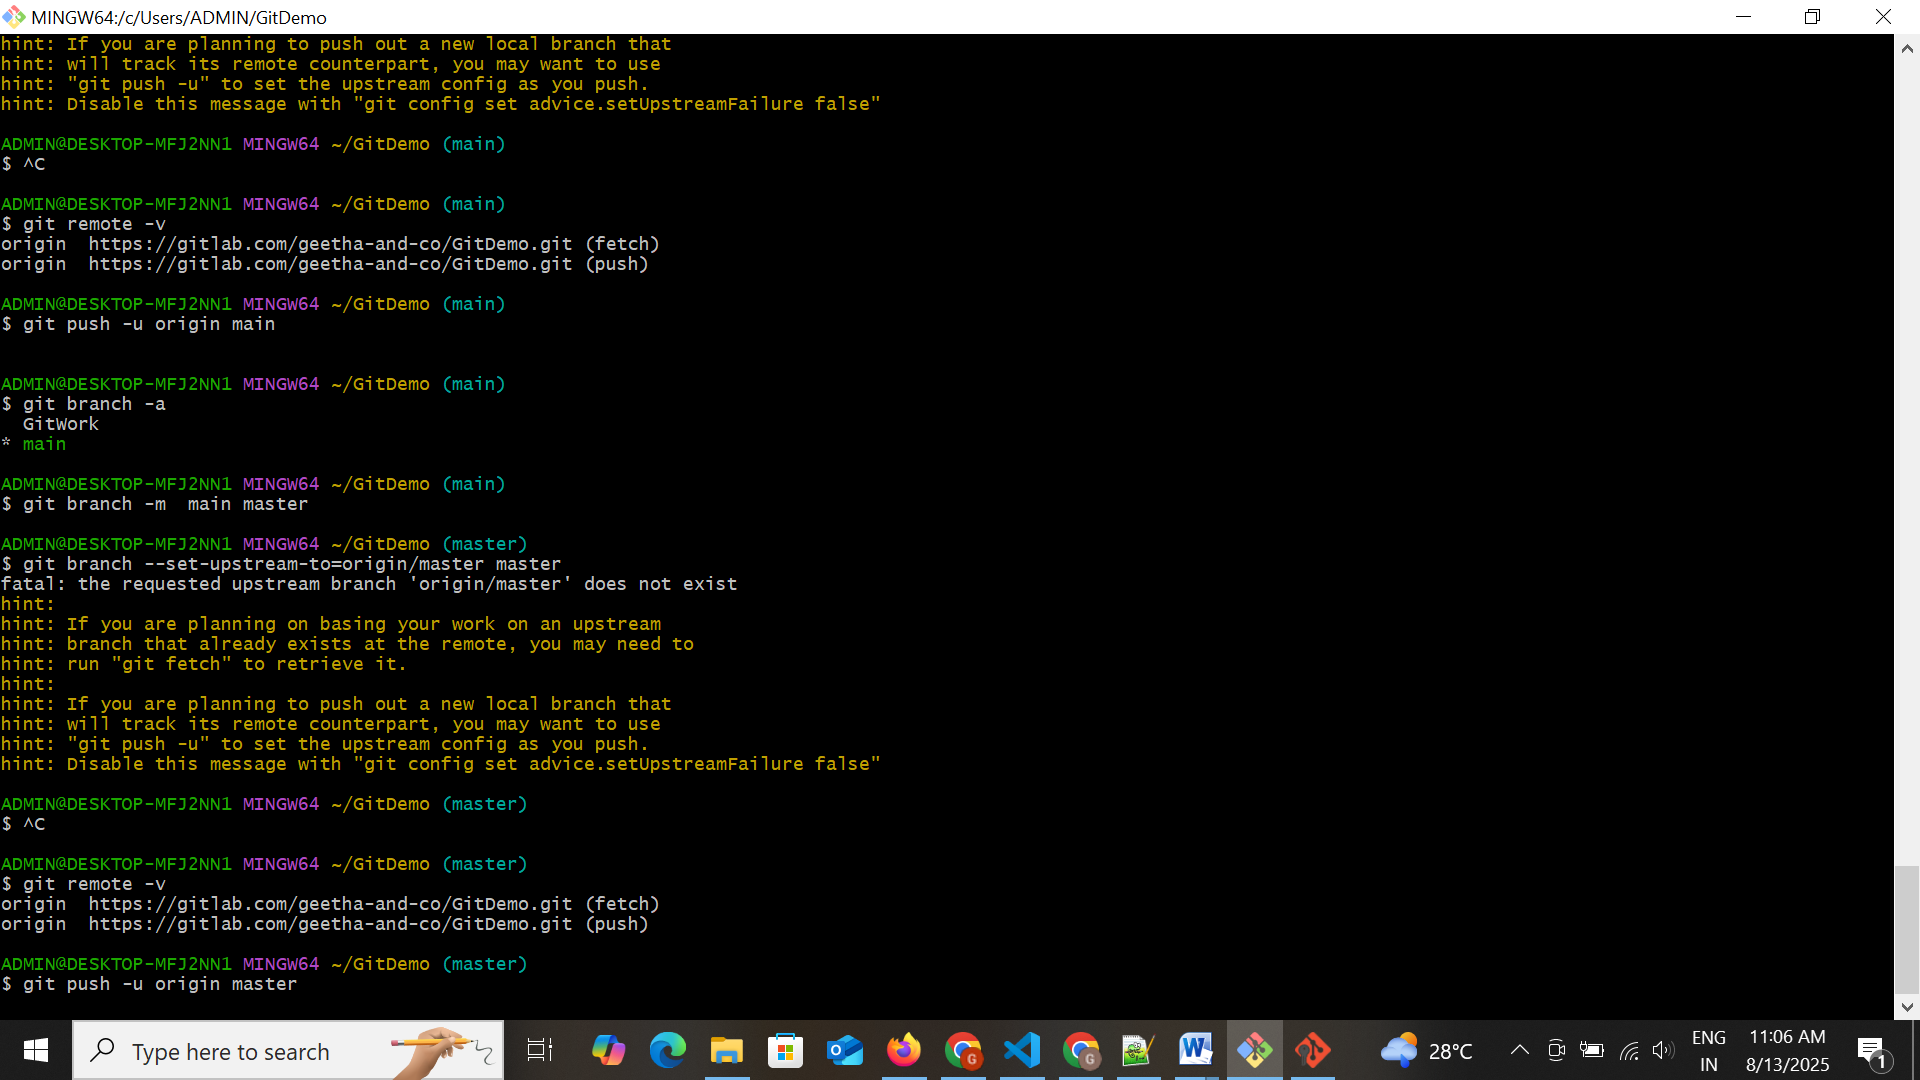 MINGW64:/c/Users/ADMIN/GitDemo
hint: If you are planning to push out a new local branch that
hint: will track its remote counterpart, you may want to use
hint: "git push -u" to set the upstream config as you push.
hint: Disable this message with "git config set advice.setUpstreamFailure false"
ADMIN@DESKTOP-MFJ2NN1 MINGW64 ~/GitDemo (main)
$ ^C
ADMIN@DESKTOP-MFJ2NN1 MINGW64 ~/GitDemo (main)
$ git remote -v
origin  https://gitlab.com/geetha-and-co/GitDemo.git (fetch)
origin  https://gitlab.com/geetha-and-co/GitDemo.git (push)
ADMIN@DESKTOP-MFJ2NN1 MINGW64 ~/GitDemo (main)
$ git push -u origin main
ADMIN@DESKTOP-MFJ2NN1 MINGW64 ~/GitDemo (main)
$ git branch -a
  GitWork
* main
ADMIN@DESKTOP-MFJ2NN1 MINGW64 ~/GitDemo (main)
$ git branch -m  main master
ADMIN@DESKTOP-MFJ2NN1 MINGW64 ~/GitDemo (master)
$ git branch --set-upstream-to=origin/master master
fatal: the requested upstream branch 'origin/master' does not exist
hint:
hint: If you are planning on basing your work on an upstream
hint: branch that already exists at the remote, you may need to
hint: run "git fetch" to retrieve it.
hint:
hint: If you are planning to push out a new local branch that
hint: will track its remote counterpart, you may want to use
hint: "git push -u" to set the upstream config as you push.
hint: Disable this message with "git config set advice.setUpstreamFailure false"
ADMIN@DESKTOP-MFJ2NN1 MINGW64 ~/GitDemo (master)
$ ^C
ADMIN@DESKTOP-MFJ2NN1 MINGW64 ~/GitDemo (master)
$ git remote -v
origin  https://gitlab.com/geetha-and-co/GitDemo.git (fetch)
origin  https://gitlab.com/geetha-and-co/GitDemo.git (push)
ADMIN@DESKTOP-MFJ2NN1 MINGW64 ~/GitDemo (master)
$ git push -u origin master
Type here to search
28°C
ENG
IN
11:06 AM
8/13/2025
1